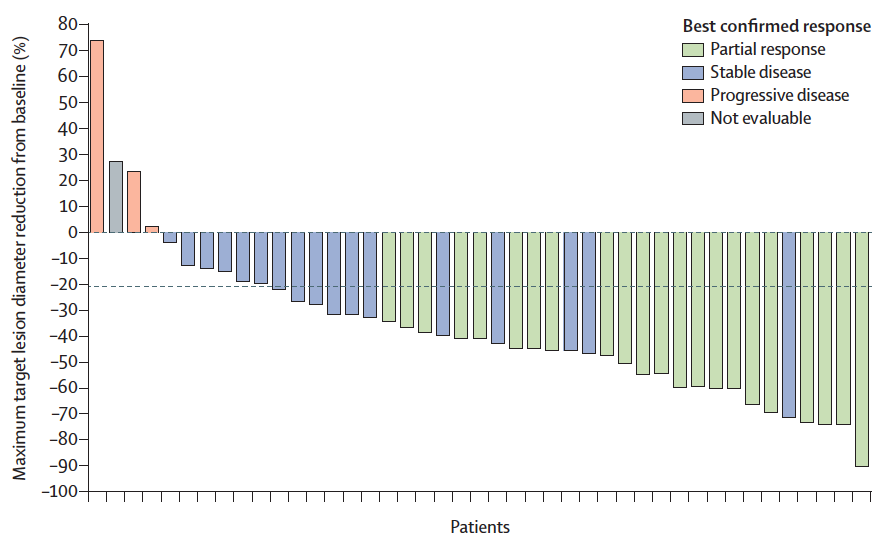 Maximum target lesion diameter reduction from baseline (%)
80
70
60
50
40
30
20
10
0
−10
−20
−30
−40
−50
−60
−70
−80
−90
−100
Best confirmed response
Partial response
Stable disease
Progressive disease
Not evaluable
Patients